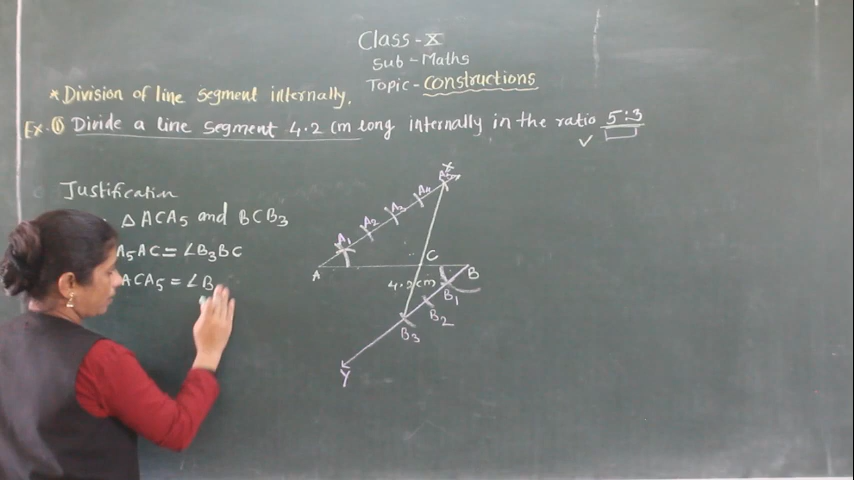 Class - X
Sub - Maths
Topic - Constructions
* Division of line segment internally.
Ex. ① Divide a line segment 4.2 cm long internally in the ratio 5:3
✓
Justification
Δ ACA5 and BCB3
A5AC = ∠B3BC
ACA5 = ∠B
X
A5
A4
A3
A2
A1
A
C
B
4.2cm
B1
B2
B3
Y